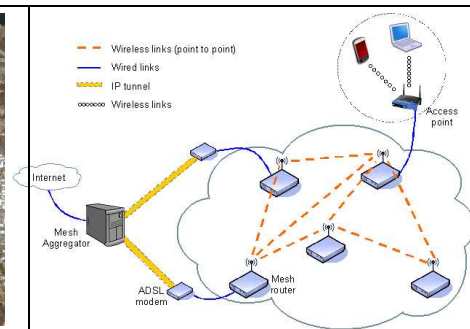 Wireless links (point to point)
Wired links
IP tunnel
Wireless links
Access
point
Internet
Mesh
Aggregator
ADSL
modem
Mesh
router